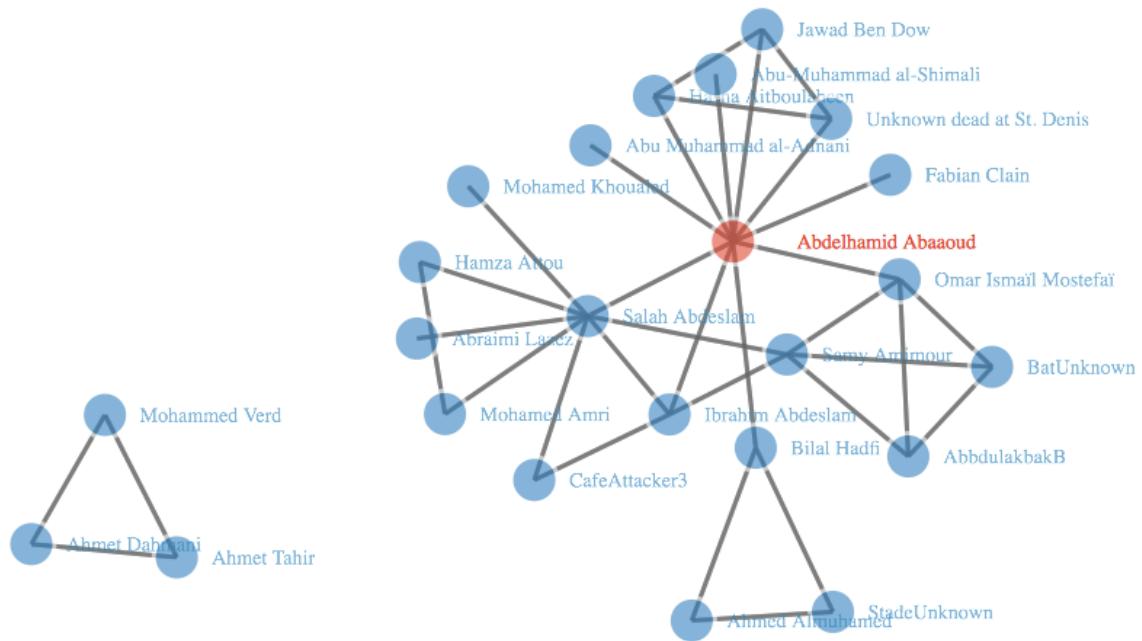 Jawad Ben Dow
Abu-Muhammad al-Shimali
Hasna Aitboulahcen
Unknown dead at St. Denis
Abu Muhammad al-Adnani
Fabian Clain
Mohamed Khoualed
Abdelhamid Abaaoud
Hamza Attou
Omar Ismaïl Mostefaï
Salah Abdeslam
Abraimi Lazez
Samy Amimour
BatUnknown
Mohammed Verd
Mohamed Amri
Ibrahim Abdeslam
Bilal Hadfi
AbbdulakbakB
CafeAttacker3
Ahmet Dahmani
Ahmet Tahir
StadeUnknown
Ahmed Almuhamed